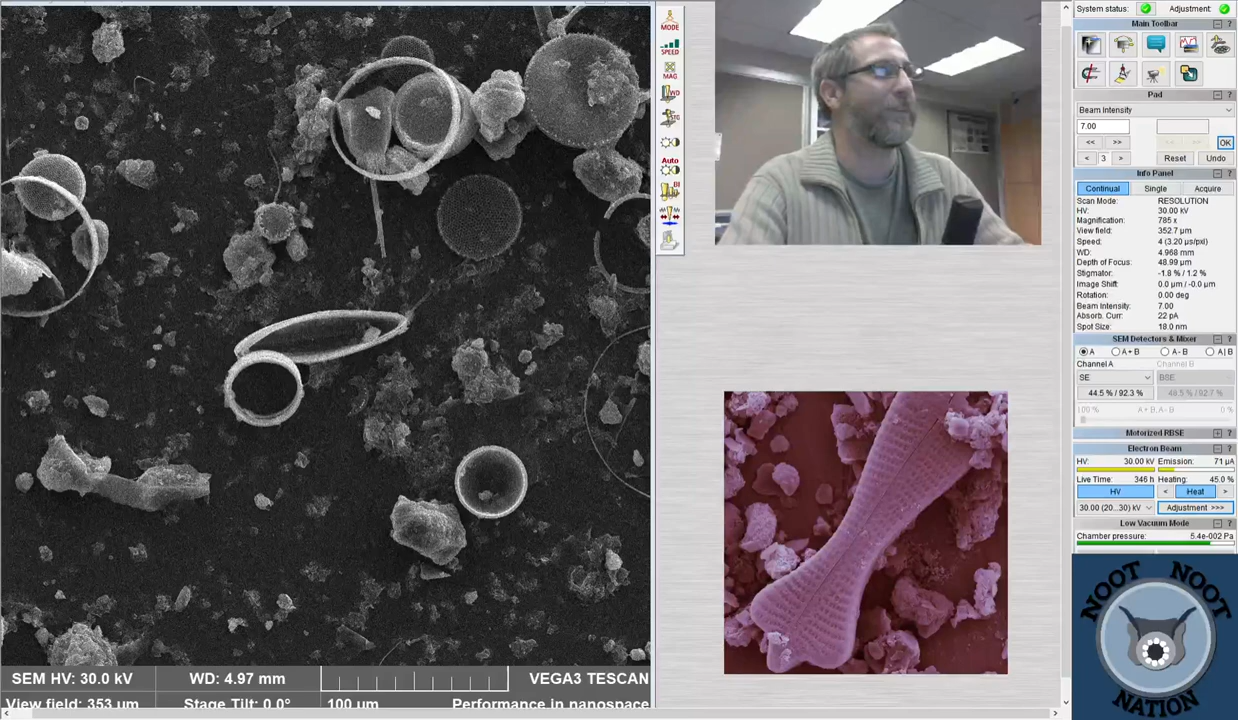 SEM HV: 30.0 kV
WD: 4.97 mm
VEGA3 TESCAN
View field: 353 µm
Stage Tilt: 0.0°
100 µm
Performance in nanospace
MODE
SPEED
MAG
WD
STG
Auto
System status:
Adjustment:
Main Toolbar
Pad
Beam Intensity
7.00
<< >> << >> OK
< 3 > Reset Undo
Info Panel
Continual Single Acquire
Scan Mode: RESOLUTION
HV: 30.00 kV
Magnification: 785 x
View field: 352.7 µm
Speed: 4 (3.20 µs/pxl)
WD: 4.968 mm
Depth of Focus: 48.99 µm
Stigmator: -1.8 % / 1.2 %
Image Shift: 0.0 µm / -0.0 µm
Rotation: 0.00 deg
Beam Intensity: 7.00
Absorb. Curr: 22 pA
Spot Size: 18.0 nm
SEM Detectors & Mixer
A A + B A - B A | B
Channel A Channel B
SE BSE
44.5 % / 92.3 %
100 % A+B,A-B 0 %
Motorized RBSE
Electron Beam
HV: 30.00 kV Emission: 71 µA
Live Time: 346 h Heating: 45.0 %
HV < Heat >
30.00 (20...30) kV Adjustment >>>
Low Vacuum Mode
Chamber pressure: 5.4e-002 Pa
NOOT NOOT
NATION